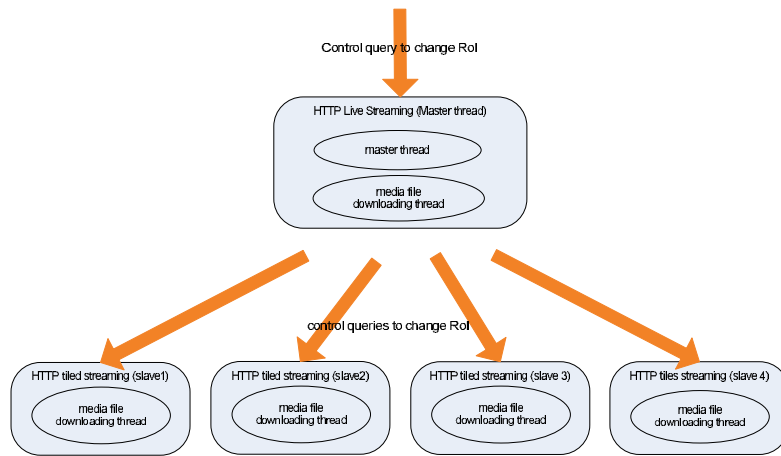 Control query to change RoI
HTTP Live Streaming (Master thread)
master thread
media file
downloading thread
control queries to change RoI
HTTP tiled streaming (slave1)
media file
downloading thread
HTTP tiled streaming (slave2)
media file
downloading thread
HTTP tiled streaming (slave 3)
media file
downloading thread
HTTP tiles streaming (slave 4)
media file
downloading thread